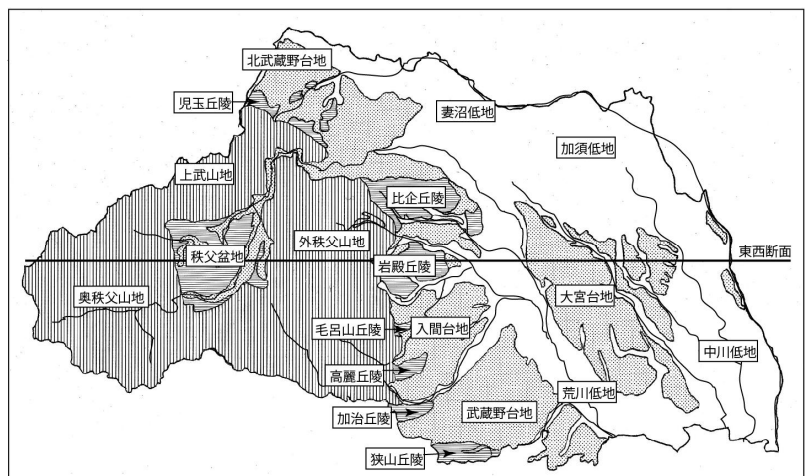 北武蔵野台地
児玉丘陵
妻沼低地
加須低地
上武山地
比企丘陵
外秩父山地
秩父盆地
岩殿丘陵
東西断面
奥秩父山地
大宮台地
毛呂山丘陵
入間台地
中川低地
高麗丘陵
荒川低地
加治丘陵
武蔵野台地
狭山丘陵